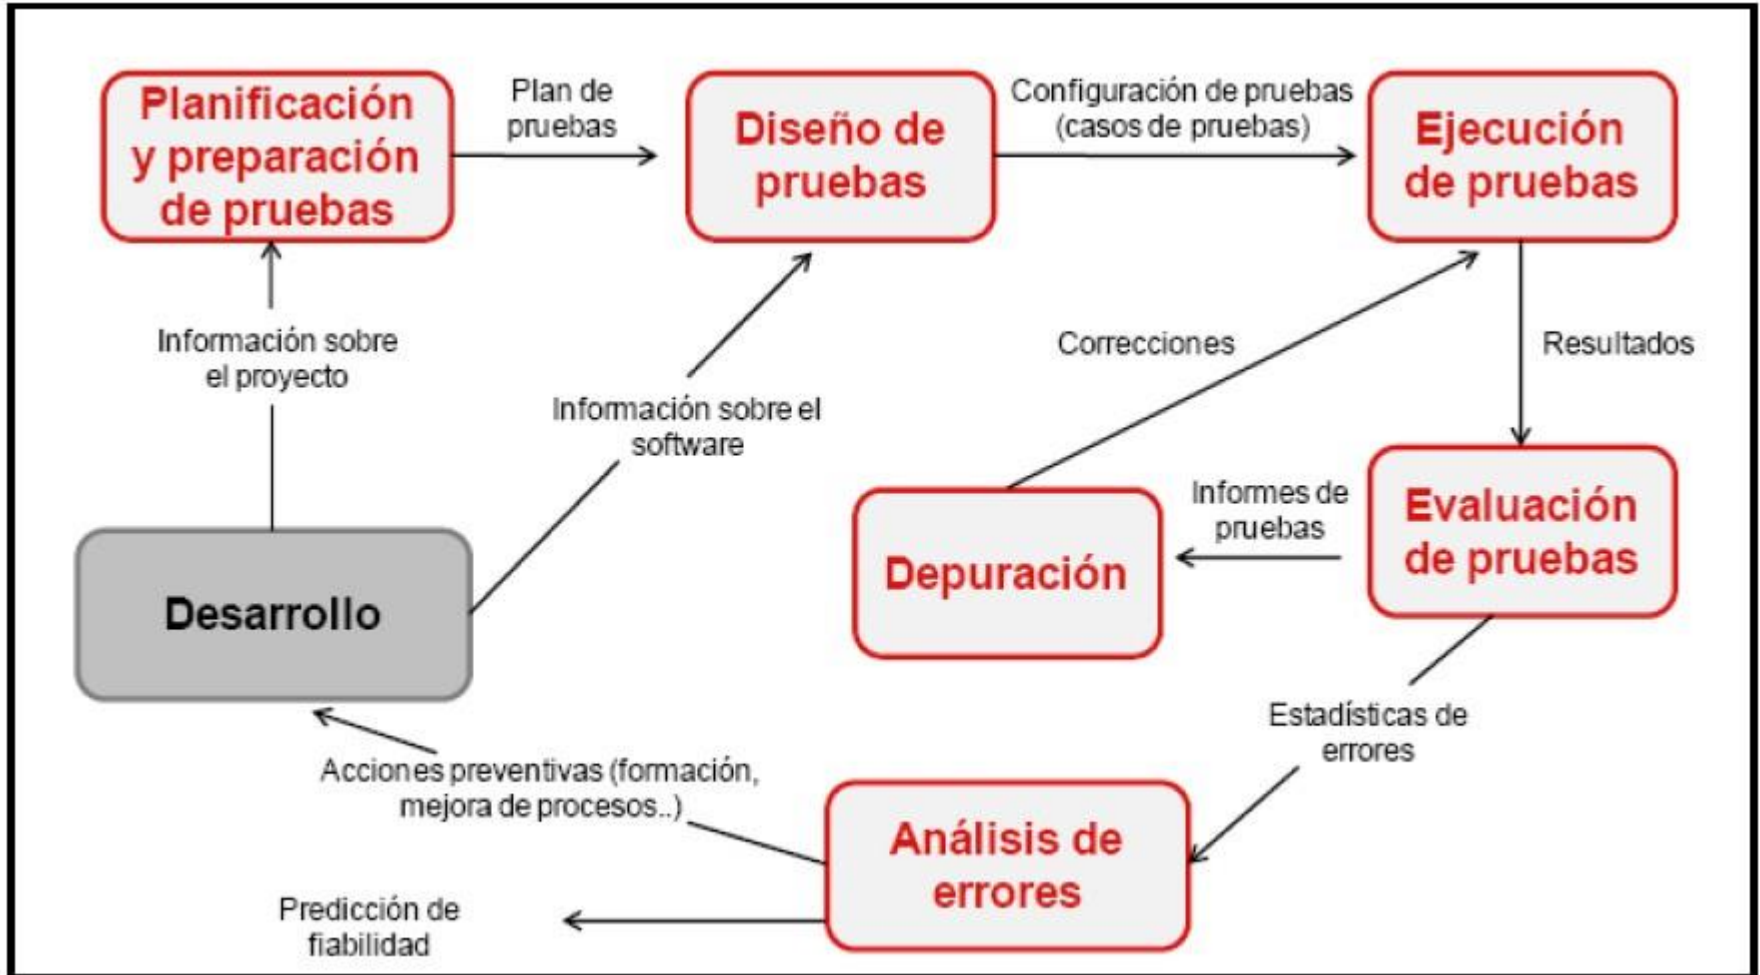 Planificación
y preparación
de pruebas
Plan de
pruebas
Diseño de
pruebas
Configuración de pruebas
(casos de pruebas)
Ejecución
de pruebas
Información sobre
el proyecto
Información sobre el
software
Correcciones
Resultados
Desarrollo
Depuración
Informes de
pruebas
Evaluación
de pruebas
Estadísticas de
errores
Acciones preventivas (formación,
mejora de procesos..)
Análisis de
errores
Predicción de
fiabilidad